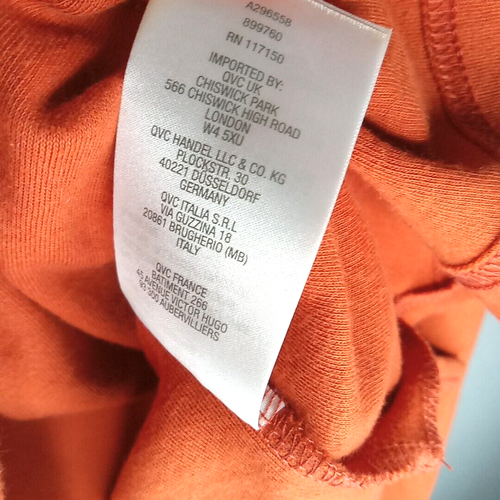 A296558
899760
RN 117150
IMPORTED BY:
QVC UK
CHISWICK PARK
566 CHISWICK HIGH ROAD
LONDON
W4 5XU
QVC HANDEL LLC & CO. KG
PLOCKSTR. 30
40221 DÜSSELDORF
GERMANY
QVC ITALIA S.R.L
VIA GUZZINA 18
20861 BRUGHERIO (MB)
ITALY
QVC FRANCE
BATIMENT 266
45 AVENUE VICTOR HUGO
93 300 AUBERVILLIERS